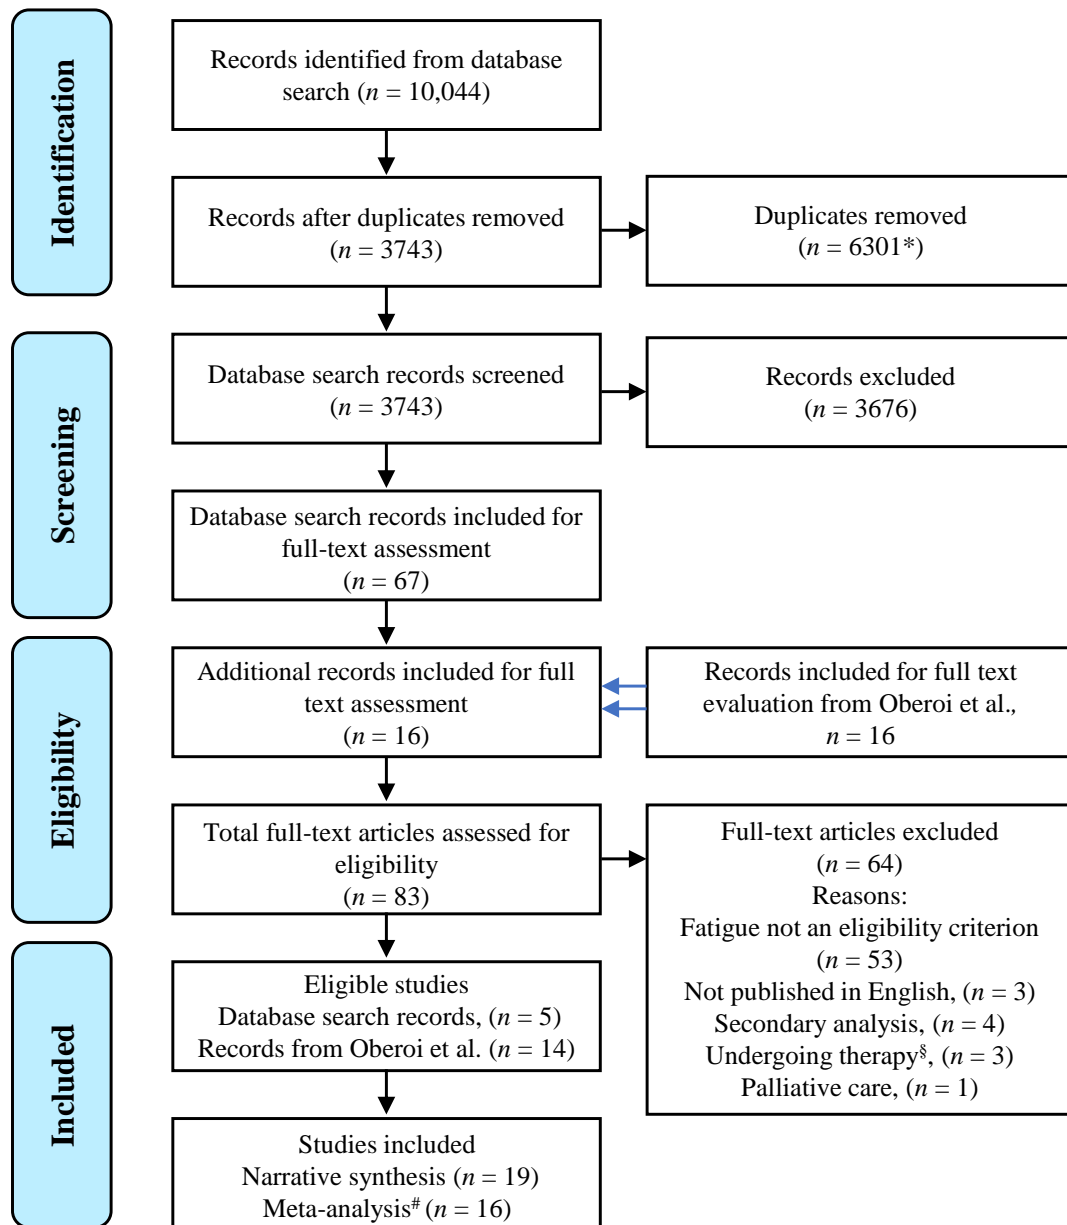 Identification
Records identified from database
search (n = 10,044)
Records after duplicates removed
(n = 3743)
Duplicates removed
(n = 6301*)
Screening
Database search records screened
(n = 3743)
Records excluded
(n = 3676)
Database search records included for
full-text assessment
(n = 67)
Eligibility
Additional records included for full
text assessment
(n = 16)
Records included for full text
evaluation from Oberoi et al.,
n = 16
Total full-text articles assessed for
eligibility
(n = 83)
Full-text articles excluded
(n = 64)
Reasons:
Fatigue not an eligibility criterion
(n = 53)
Not published in English, (n = 3)
Secondary analysis, (n = 4)
Undergoing therapy§, (n = 3)
Palliative care, (n = 1)
Included
Eligible studies
Database search records, (n = 5)
Records from Oberoi et al. (n = 14)
Studies included
Narrative synthesis (n = 19)
Meta-analysis# (n = 16)